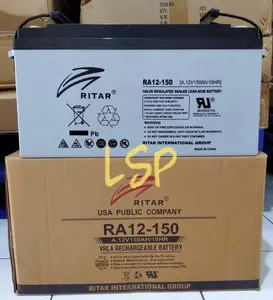 RITAR
RA12-150 [A.12V150AH/10HR]
VALVE REGULATED SEALED LEAD-ACID BATTERY
Pb
RITAR INTERNATIONAL GROUP
MADE IN CHINA
LSP
RITAR
USA PUBLIC COMPANY
RA12-150
A.12V150AH/10HR
VRLA RECHARGEABLE BATTERY
RITAR INTERNATIONAL GROUP